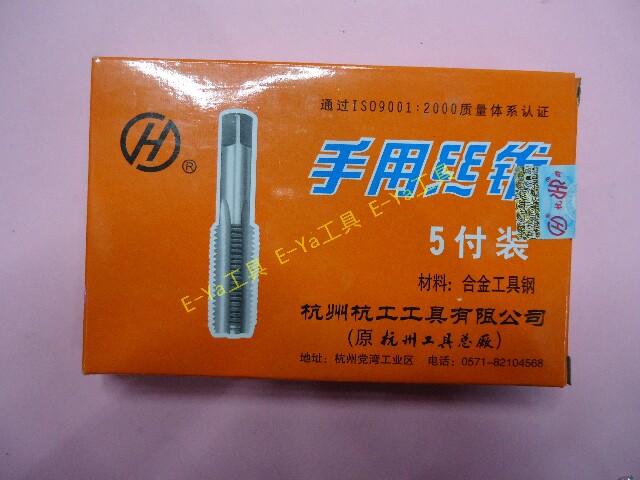 通过ISO9001:2000质量体系认证
H
®
手用丝锥
5付装
材料：合金工具钢
杭州杭工工具有限公司
(原 杭州工具总厂)
地址：杭州党湾工业区 电话：0571-82104568
E-Ya工具 E-Ya工具 E-Ya工具